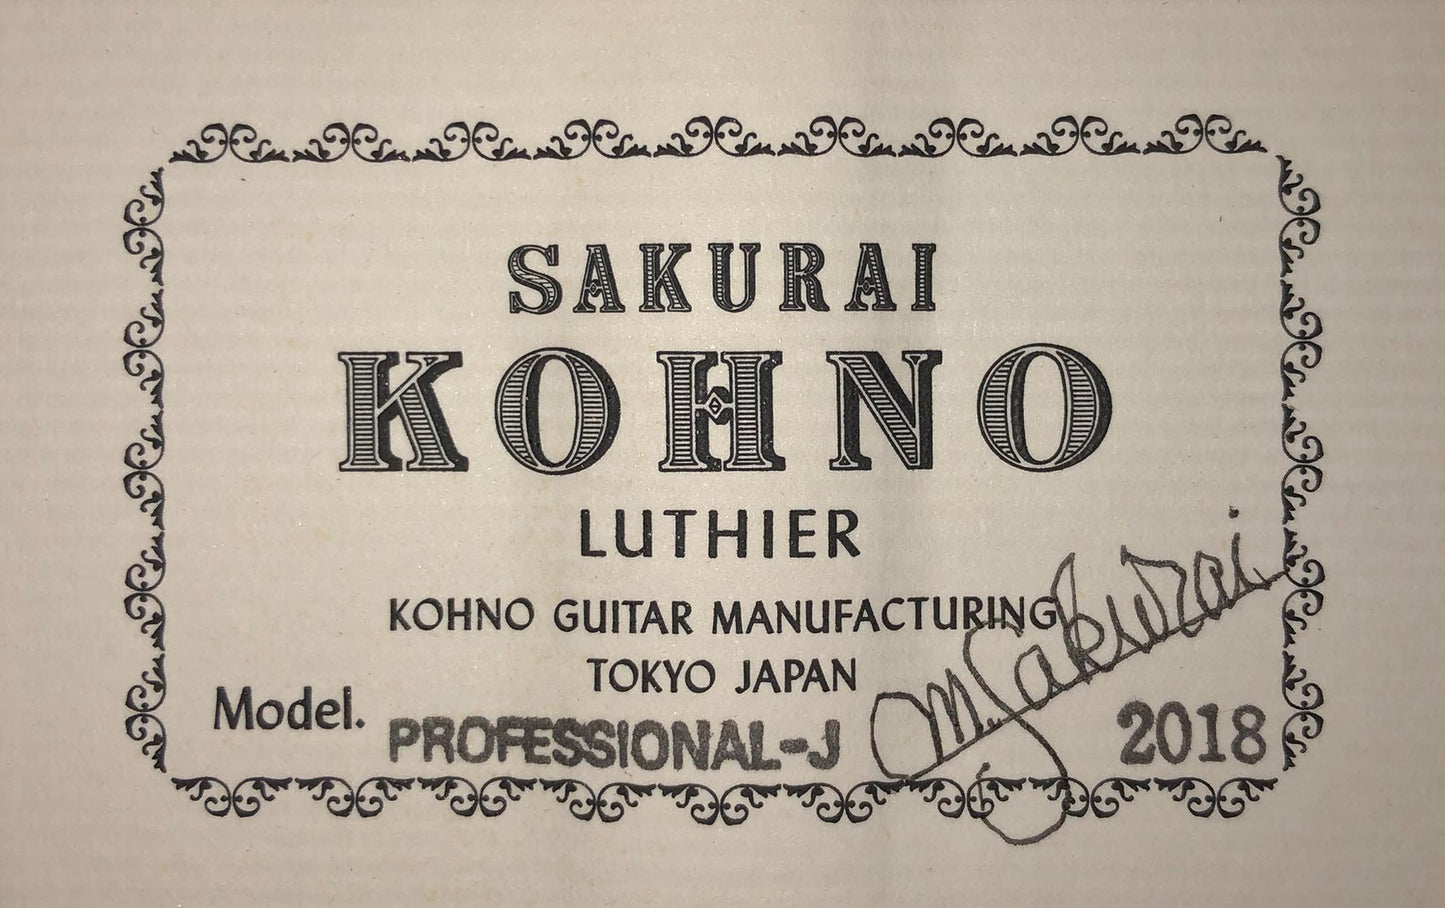 SAKURAI
KOHNO
LUTHIER
KOHNO GUITAR MANUFACTURING
TOKYO JAPAN
Model. PROFESSIONAL-J
M. Sakurai
2018